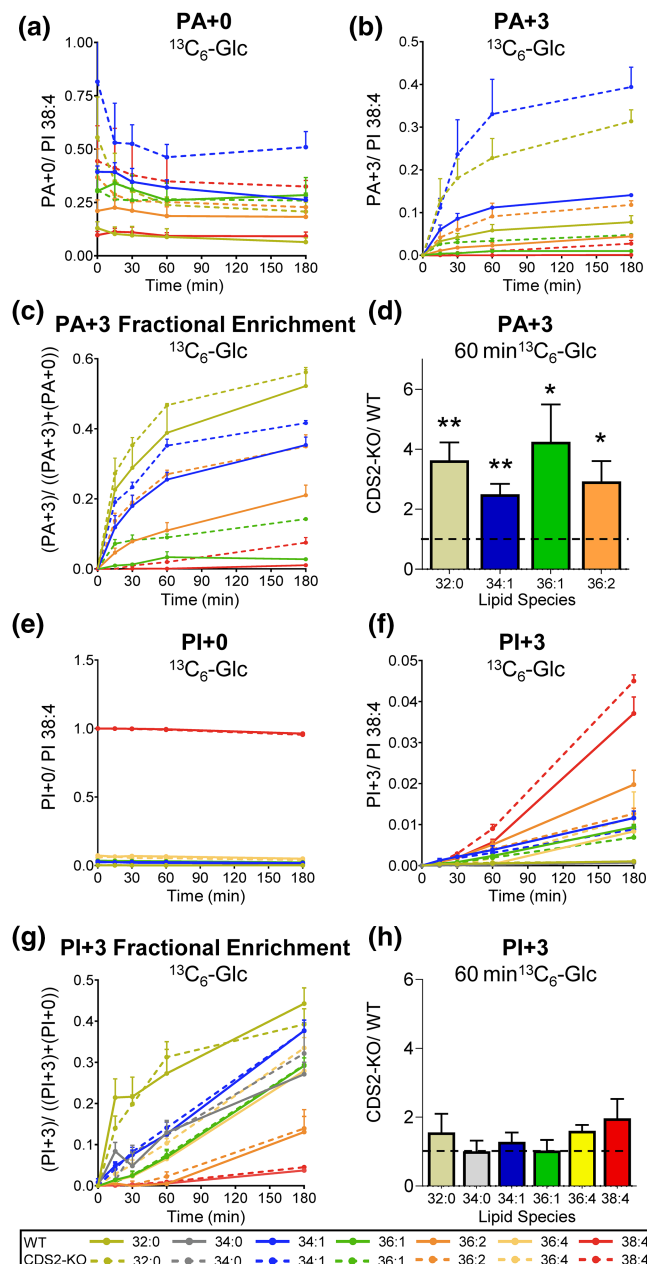 (a) PA+0
13C6-Glc
PA+0/ PI 38:4
1.00
0.75
0.50
0.25
0.00
0 30 60 90 120 150 180
Time (min)
(b) PA+3
13C6-Glc
PA+3/ PI 38:4
0.5
0.4
0.3
0.2
0.1
0.0
0 30 60 90 120 150 180
Time (min)
(c) PA+3 Fractional Enrichment
13C6-Glc
(PA+3)/ ((PA+3)+(PA+0))
0.6
0.4
0.2
0.0
0 30 60 90 120 150 180
Time (min)
(d) PA+3
60 min13C6-Glc
CDS2-KO/ WT
6
4
2
0
** ** * *
32:0 34:1 36:1 36:2
Lipid Species
(e) PI+0
13C6-Glc
PI+0/ PI 38:4
1.5
1.0
0.5
0.0
0 30 60 90 120 150 180
Time (min)
(f) PI+3
13C6-Glc
PI+3/ PI 38:4
0.05
0.04
0.03
0.02
0.01
0.00
0 30 60 90 120 150 180
Time (min)
(g) PI+3 Fractional Enrichment
13C6-Glc
(PI+3)/ ((PI+3)+(PI+0))
0.5
0.4
0.3
0.2
0.1
0.0
0 30 60 90 120 150 180
Time (min)
(h) PI+3
60 min13C6-Glc
CDS2-KO/ WT
6
4
2
0
32:0 34:0 34:1 36:1 36:4 38:4
Lipid Species
WT 32:0 34:0 34:1 36:1 36:2 36:4 38:4
CDS2-KO 32:0 34:0 34:1 36:1 36:2 36:4 38:4